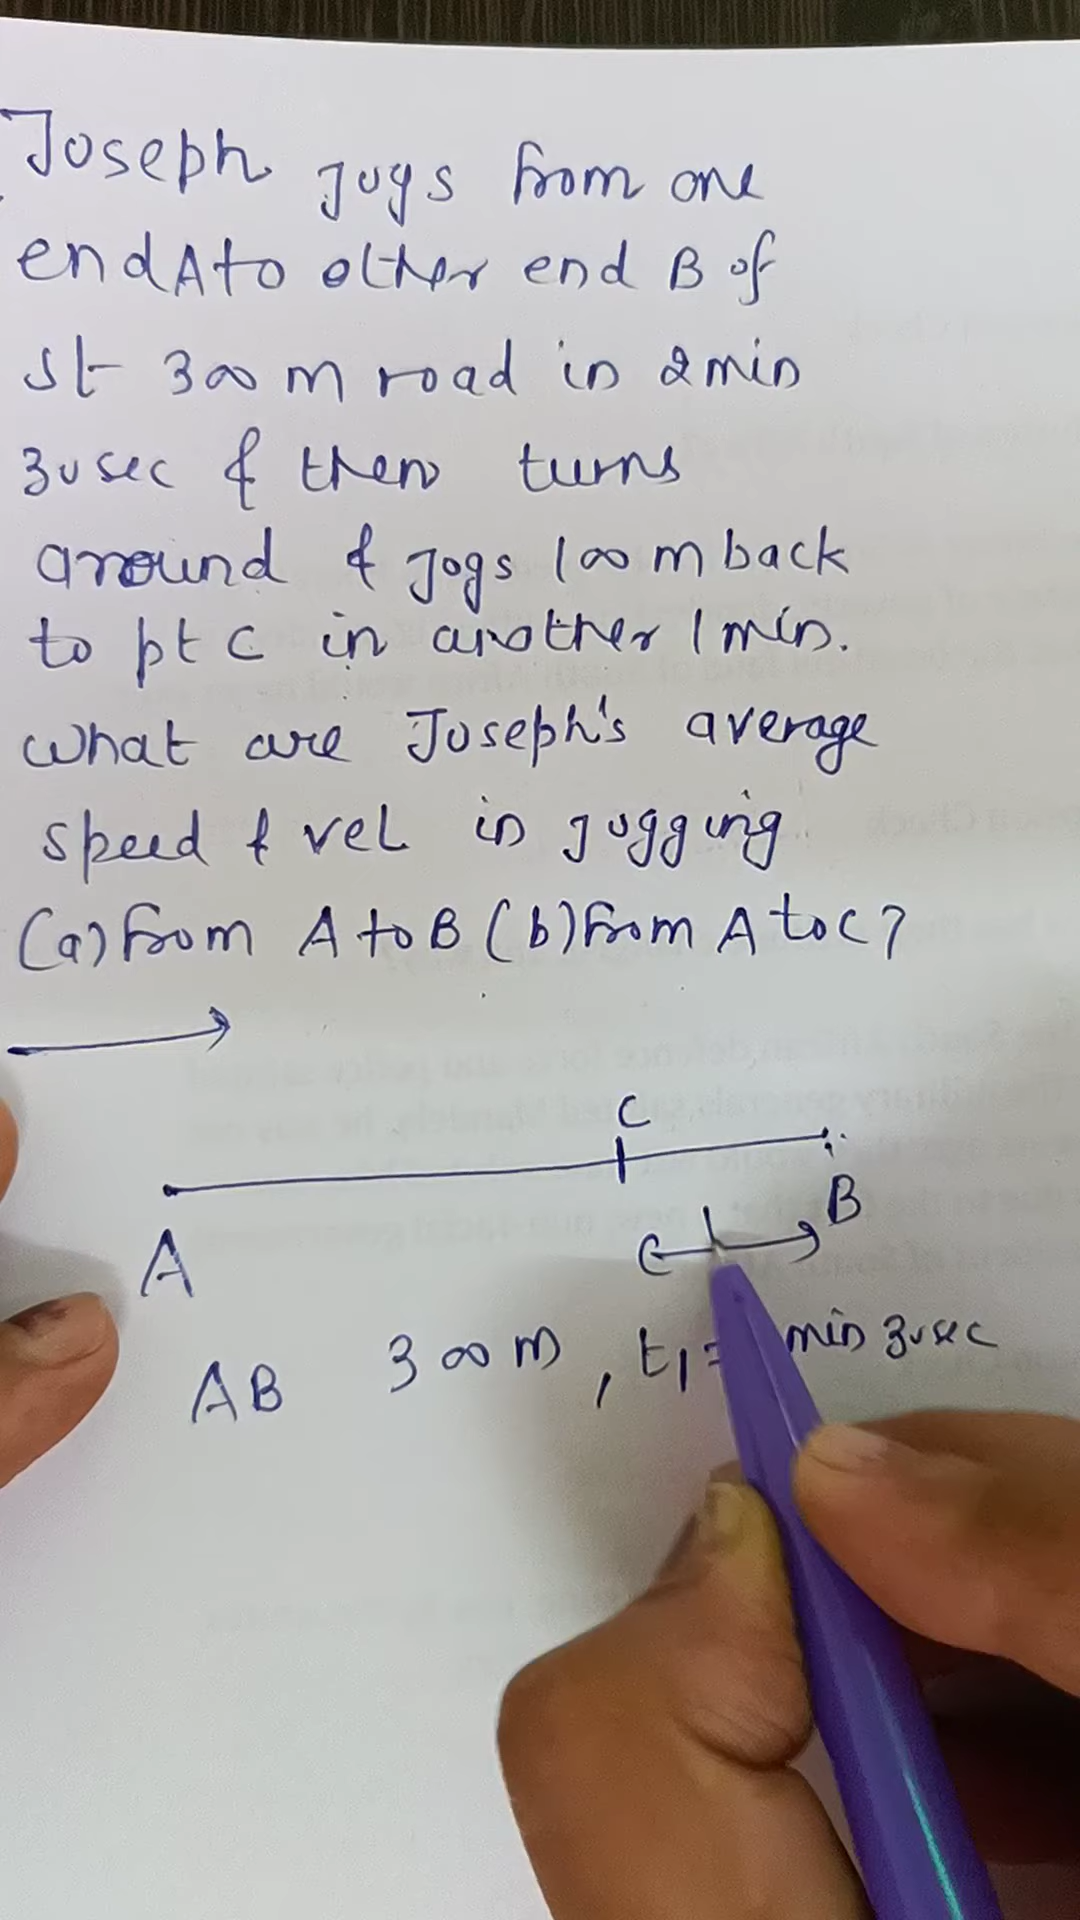 Joseph jogs from one
end A to other end B of
st 300 m road in 2 min
30 sec & then turns
around & jogs 100 m back
to pt C in another 1 min.
what are Joseph's average
speed & vel in jogging
(a) from A to B (b) from A to C?
C
A
B
1
AB 300 m, t1 = min 30 sec